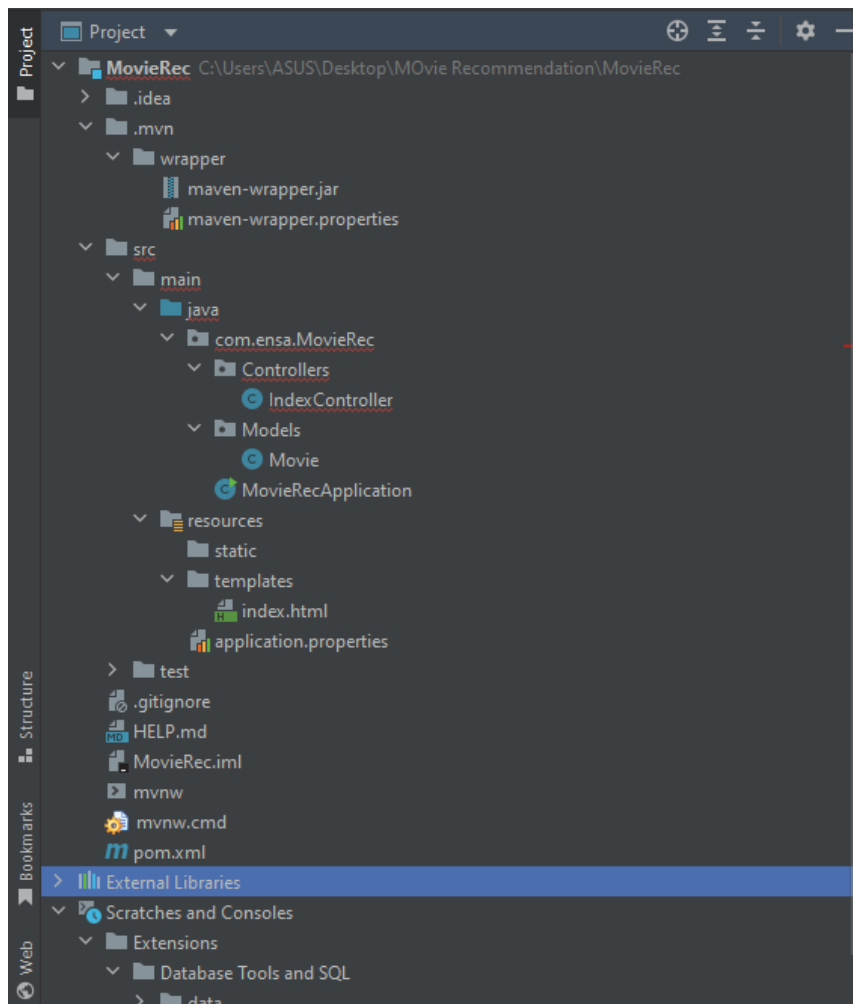 Project
Project
MovieRec C:\Users\ASUS\Desktop\MOvie Recommendation\MovieRec
.idea
.mvn
wrapper
maven-wrapper.jar
maven-wrapper.properties
src
main
java
com.ensa.MovieRec
Controllers
C IndexController
Models
C Movie
C MovieRecApplication
resources
static
templates
H index.html
application.properties
test
.gitignore
MD HELP.md
MovieRec.iml
mvnw
mvnw.cmd
m pom.xml
External Libraries
Scratches and Consoles
Extensions
Database Tools and SQL
data
Structure
Bookmarks
Web